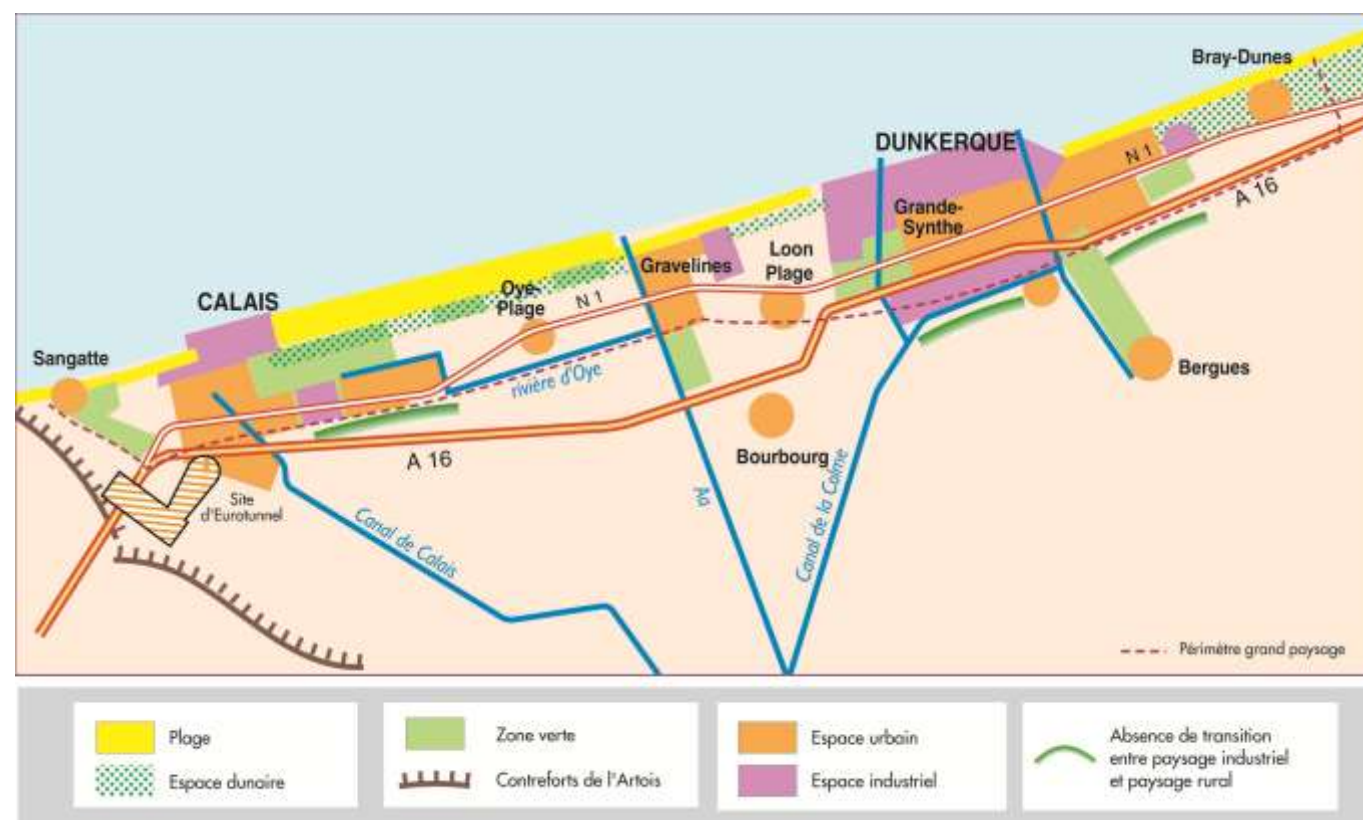 Bray-Dunes
DUNKERQUE
N 1
A 16
Grande-
Synthe
Loon
Plage
Gravelines
CALAIS
Oye-
Plage
N 1
Sangatte
rivière d'Oye
Bergues
A 16
Bourbourg
Site
d'Eurotunnel
Aa
Canal de la Colme
Canal de Calais
Périmètre grand paysage
Plage
Espace dunaire
Zone verte
Contreforts de l'Artois
Espace urbain
Espace industriel
Absence de transition
entre paysage industriel
et paysage rural